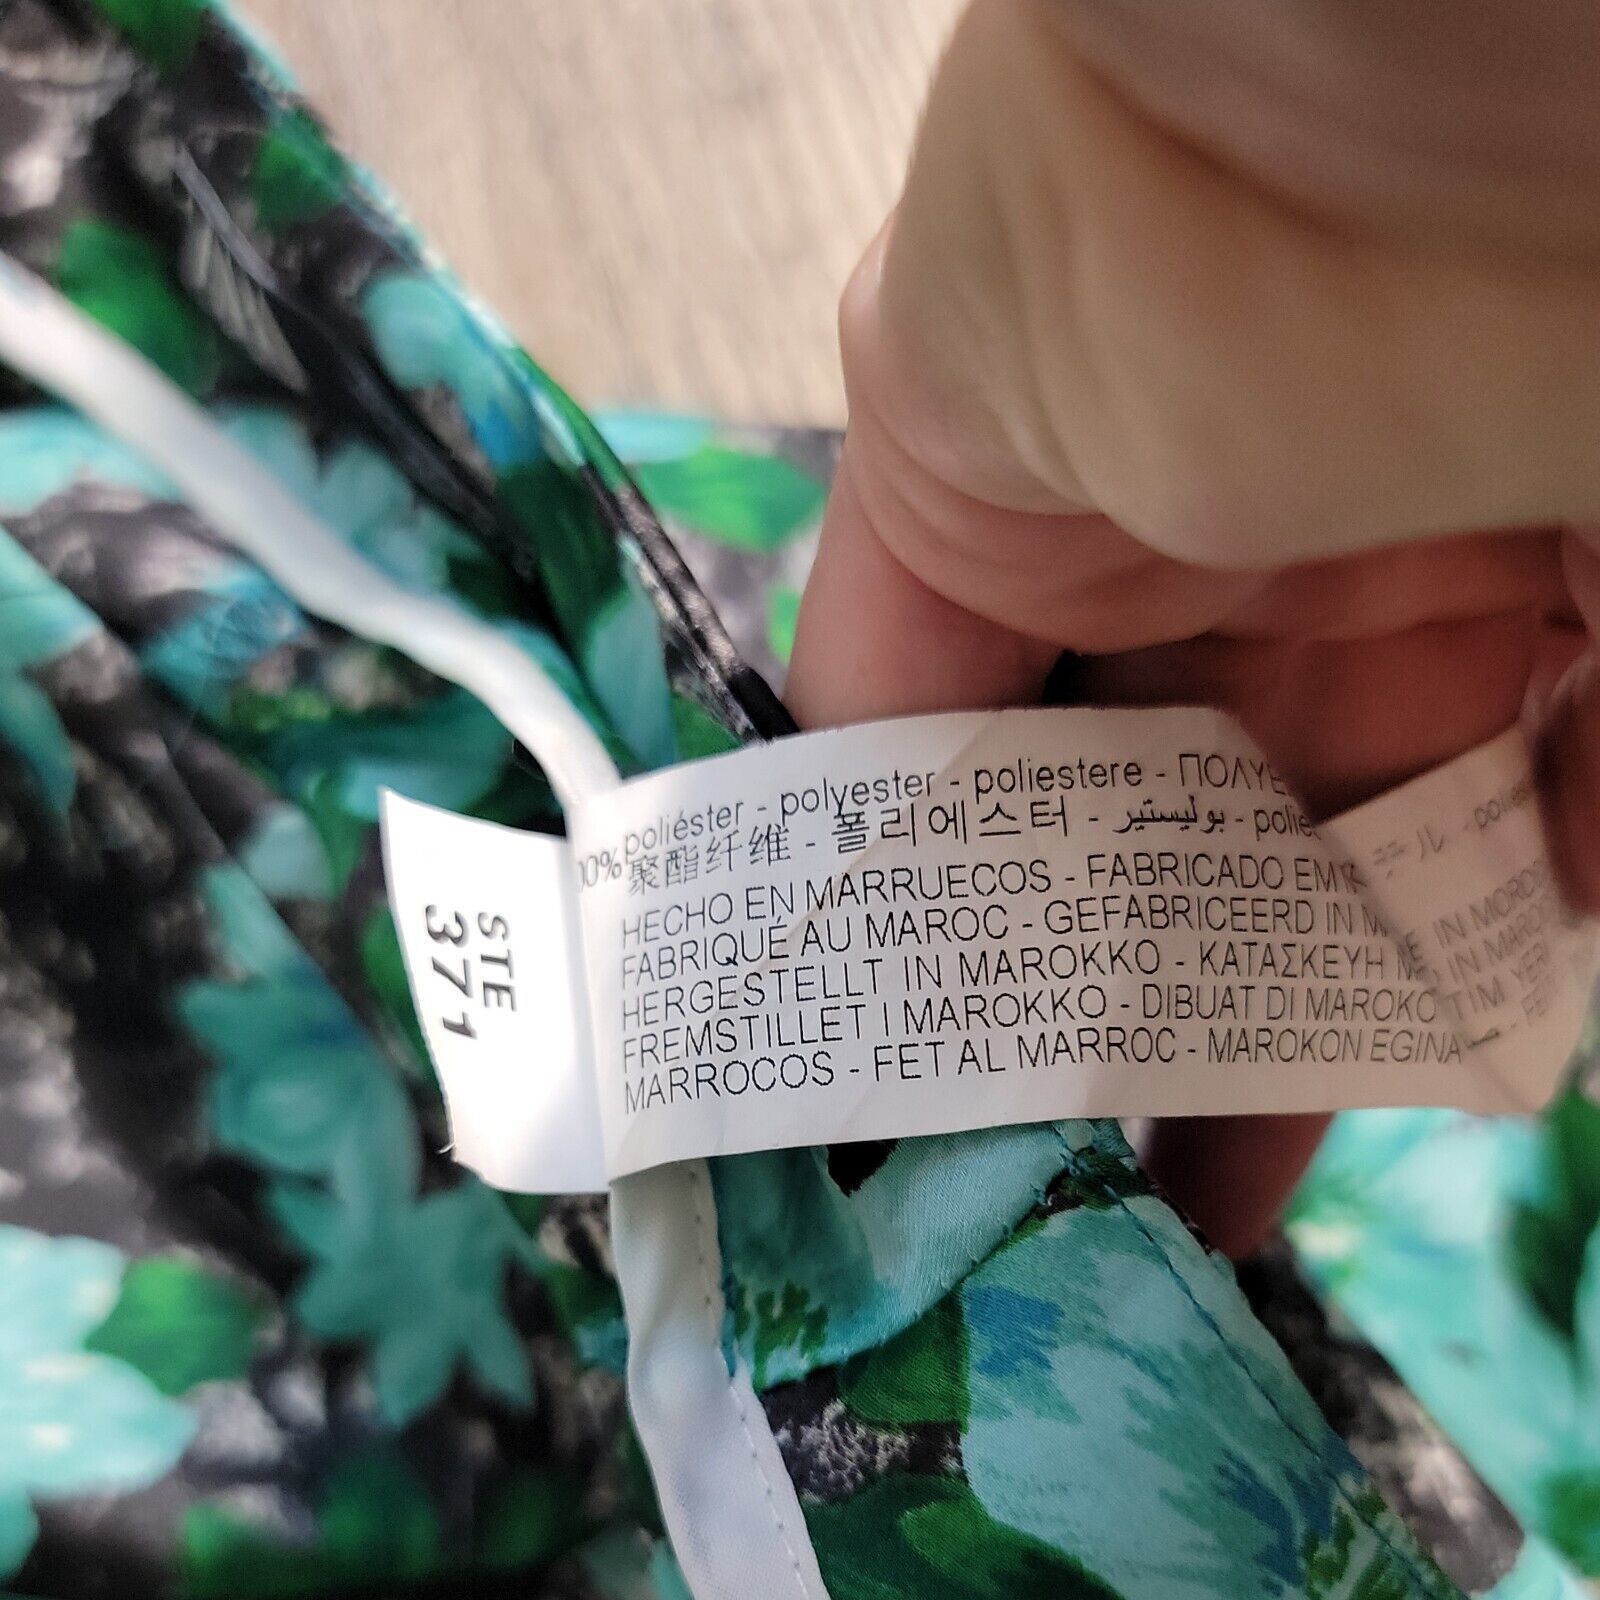 poliéster - polyester - poliestere -
00% 聚酯纤维 - 폴리에스터 - بوليستير -
HECHO EN MARRUECOS - FABRICADO EM
FABRIQUÉ AU MAROC - GEFABRICEERD IN
HERGESTELLT IN MAROKKO - ΚΑΤΑΣΚΕΥΗ
FREMSTILLET I MAROKKO - DIBUAT DI MAROKO
MARROCOS - FET AL MARROC - MAROKON EGINA
STE
371